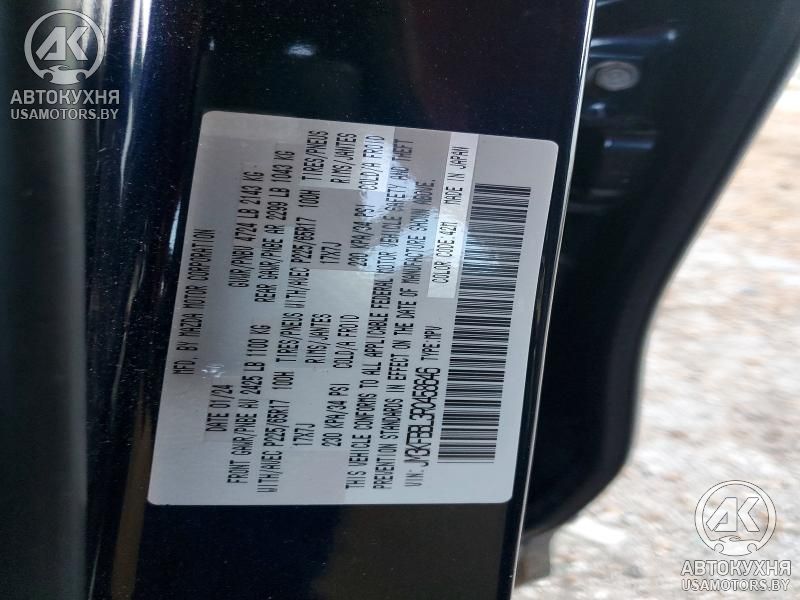 АК
АВТОКУХНЯ
USAMOTORS.BY
MFD. BY MAZDA MOTOR CORPORATION
DATE 01/24 GVWR/PNBV 4724 LB 2143 KG
FRONT GAWR/PNBE AV 2425 LB 1100 KG REAR GAWR/PNBE AR 2299 LB 1043 KG
WITH/AVEC P225/65R17 100H TIRES/PNEUS WITH/AVEC P225/65R17 100H TIRES/PNEUS
17X7J RIMS/JANTES 17X7J RIMS/JANTES
230 KPA/34 PSI COLD/A FROID 230 KPA/34 PSI COLD/A FROID
THIS VEHICLE CONFORMS TO ALL APPLICABLE FEDERAL MOTOR VEHICLE SAFETY AND THEFT
PREVENTION STANDARDS IN EFFECT ON THE DATE OF MANUFACTURE SHOWN ABOVE.
VIN: JM3KFBBL3R0458646 TYPE:MPV COLOR CODE:42M MADE IN JAPAN
АК
АВТОКУХНЯ
USAMOTORS.BY